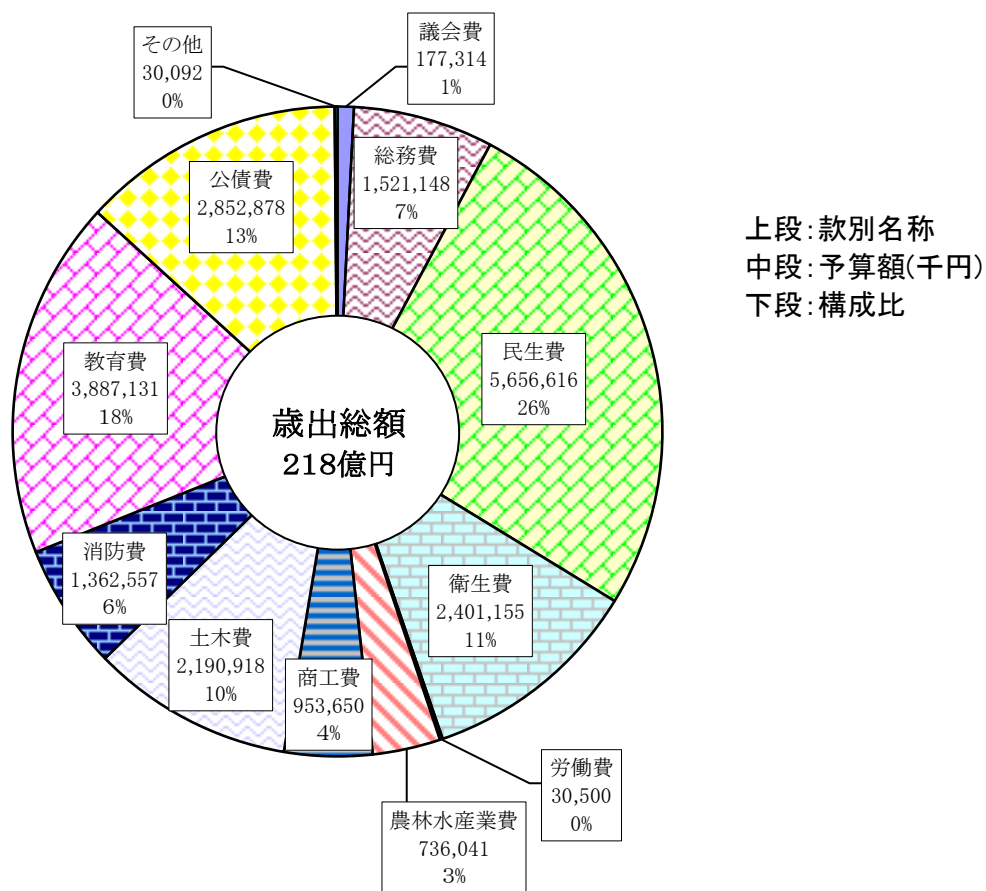 その他
30,092
0%
議会費
177,314
1%
総務費
1,521,148
7%
公債費
2,852,878
13%
上段:款別名称
中段:予算額(千円)
下段:構成比
民生費
5,656,616
26%
教育費
3,887,131
18%
歳出総額
218億円
消防費
1,362,557
6%
衛生費
2,401,155
11%
土木費
2,190,918
10%
商工費
953,650
4%
労働費
30,500
0%
農林水産業費
736,041
3%